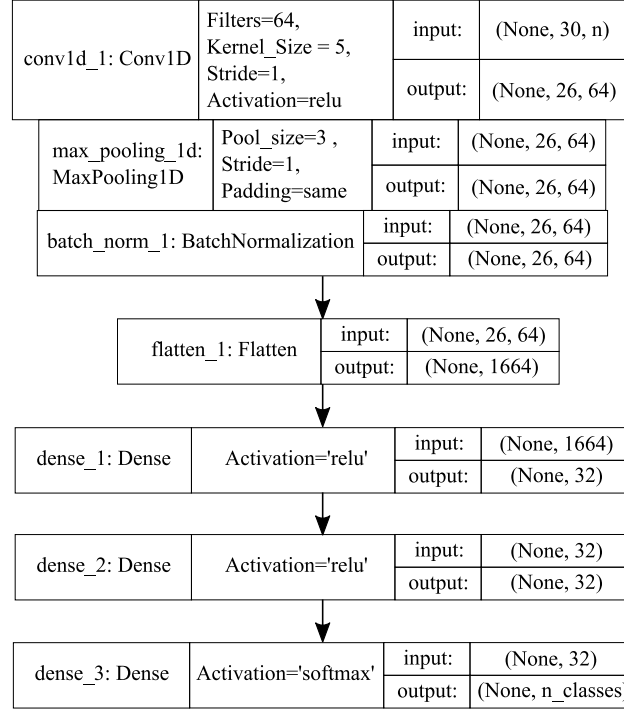 conv1d_1: Conv1D
Filters=64,
Kernel_Size = 5,
Stride=1,
Activation=relu
input:
(None, 30, n)
output:
(None, 26, 64)
max_pooling_1d:
MaxPooling1D
Pool_size=3 ,
Stride=1,
Padding=same
input:
(None, 26, 64)
output:
(None, 26, 64)
batch_norm_1: BatchNormalization
input:
(None, 26, 64)
output:
(None, 26, 64)
flatten_1: Flatten
input:
(None, 26, 64)
output:
(None, 1664)
dense_1: Dense
Activation='relu'
input:
(None, 1664)
output:
(None, 32)
dense_2: Dense
Activation='relu'
input:
(None, 32)
output:
(None, 32)
dense_3: Dense
Activation='softmax'
input:
(None, 32)
output:
(None, n_classes)